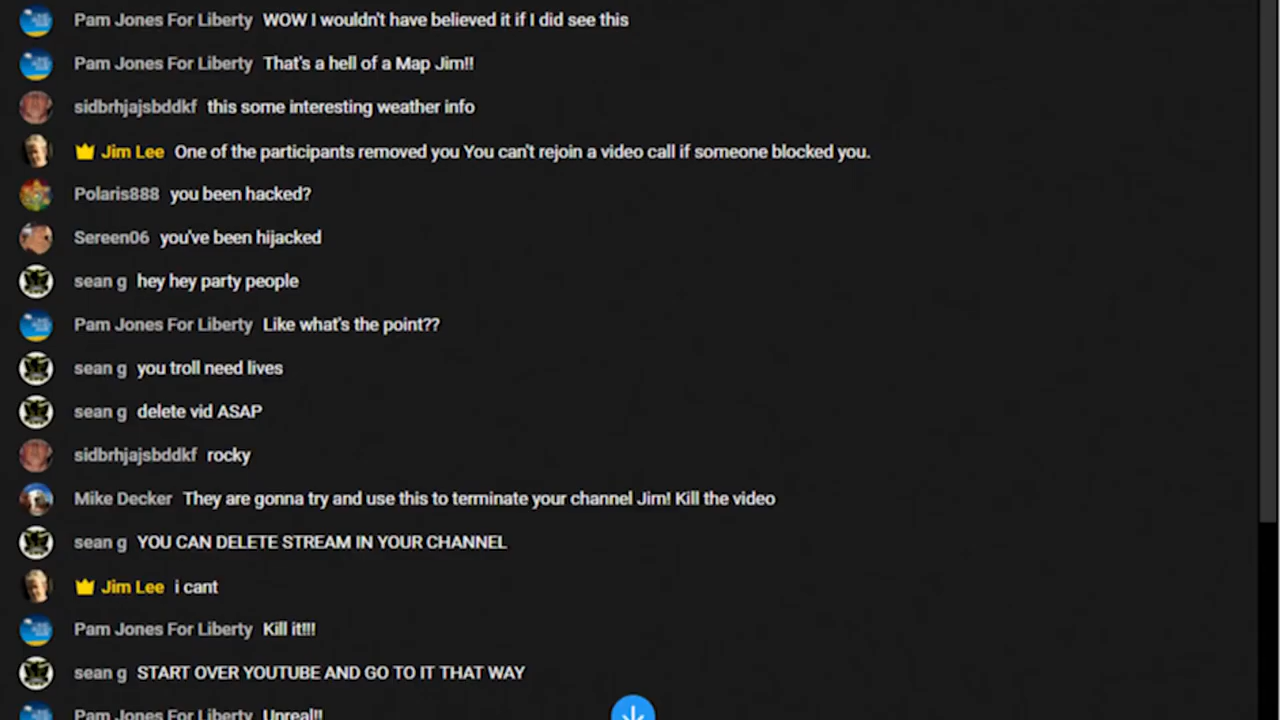 Pam Jones For Liberty WOW I wouldn't have believed it if I did see this
Pam Jones For Liberty That's a hell of a Map Jim!!
sidbrhjajsbddkf this some interesting weather info
Jim Lee One of the participants removed you You can't rejoin a video call if someone blocked you.
Polaris888 you been hacked?
Sereen06 you've been hijacked
sean g hey hey party people
Pam Jones For Liberty Like what's the point??
sean g you troll need lives
sean g delete vid ASAP
sidbrhjajsbddkf rocky
Mike Decker They are gonna try and use this to terminate your channel Jim! Kill the video
sean g YOU CAN DELETE STREAM IN YOUR CHANNEL
Jim Lee i cant
Pam Jones For Liberty Kill it!!!
sean g START OVER YOUTUBE AND GO TO IT THAT WAY
Pam Jones For Liberty Unreal!!